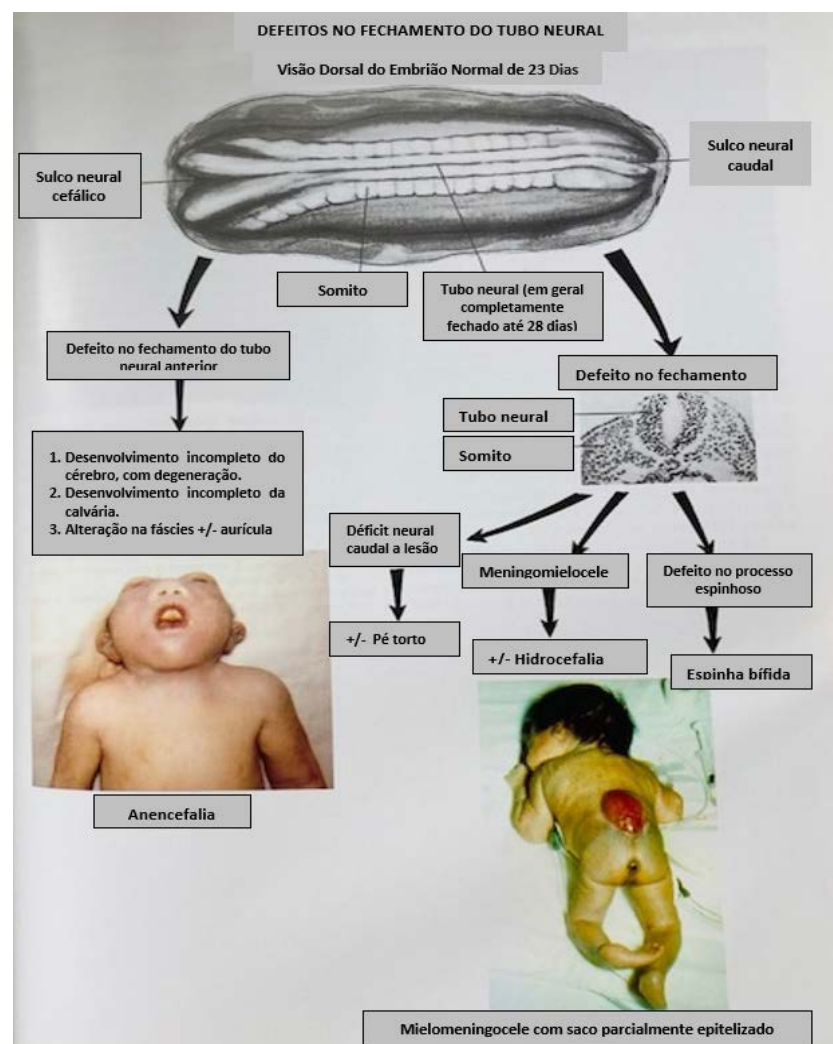 DEFEITOS NO FECHAMENTO DO TUBO NEURAL
Visão Dorsal do Embrião Normal de 23 Dias
Sulco neural
cefálico
Sulco neural
caudal
Somito
Tubo neural (em geral
completamente
fechado até 28 dias)
Defeito no fechamento do tubo
neural anterior
Defeito no fechamento
Tubo neural
Somito
1. Desenvolvimento incompleto do
cérebro, com degeneração.
2. Desenvolvimento incompleto da
calvária.
3. Alteração na fáscies +/- aurícula
Déficit neural
caudal a lesão
Meningomielocele
Defeito no processo
espinhoso
+/- Pé torto
+/- Hidrocefalia
Espinha bífida
Anencefalia
Mielomeningocele com saco parcialmente epitelizado